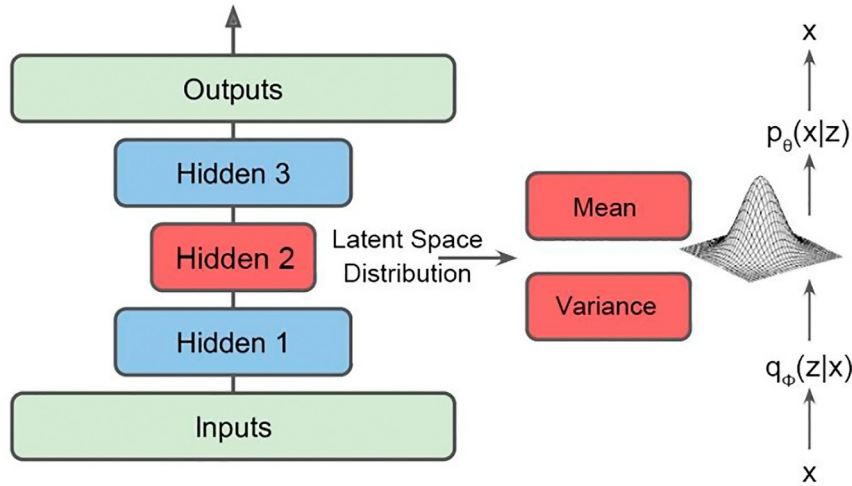 Outputs
Hidden 3
Hidden 2
Hidden 1
Inputs
Latent Space
Distribution
Mean
Variance
x
pθ(x|z)
qΦ(z|x)
x